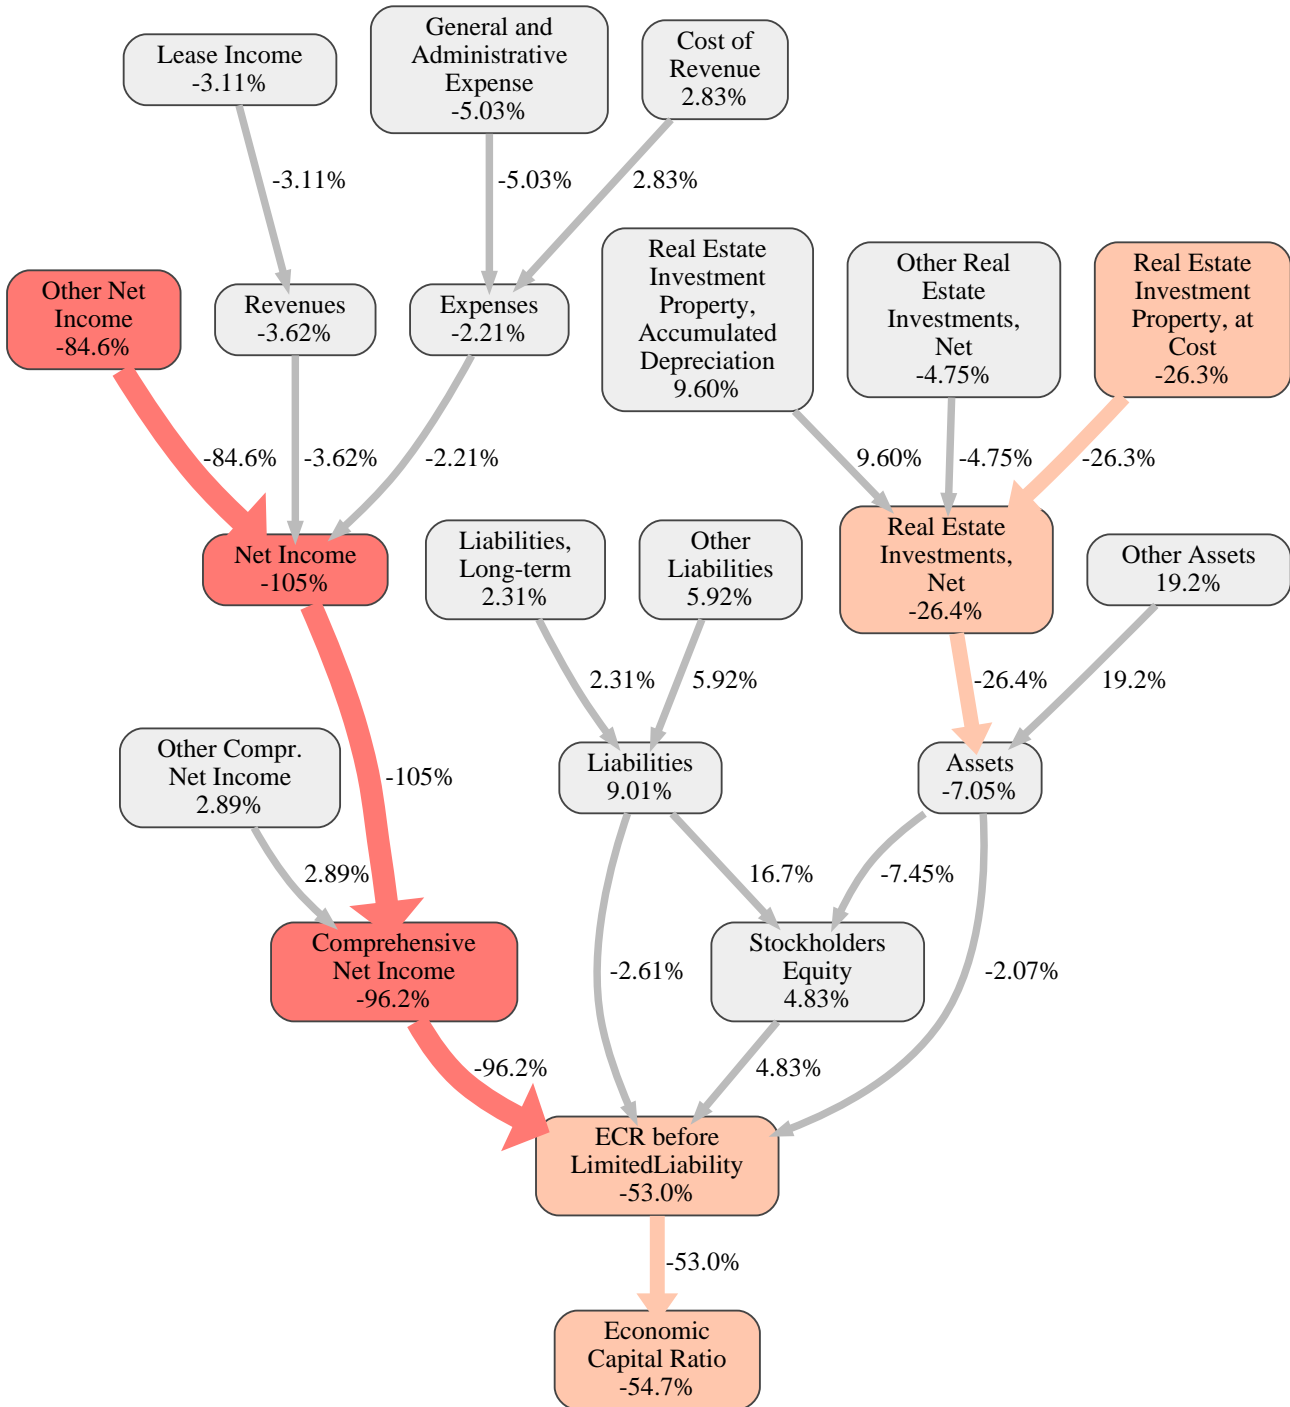 Lease Income
-3.11%
General and
Administrative
Expense
-5.03%
Cost of
Revenue
2.83%
-3.11%
-5.03%
2.83%
Other Net
Income
-84.6%
Revenues
-3.62%
Expenses
-2.21%
Real Estate
Investment
Property,
Accumulated
Depreciation
9.60%
Other Real
Estate
Investments,
Net
-4.75%
Real Estate
Investment
Property, at
Cost
-26.3%
-84.6%
-3.62%
-2.21%
9.60%
-4.75%
-26.3%
Net Income
-105%
Liabilities,
Long-term
2.31%
Other
Liabilities
5.92%
Real Estate
Investments,
Net
-26.4%
Other Assets
19.2%
2.31%
5.92%
-26.4%
19.2%
Other Compr.
Net Income
2.89%
-105%
Liabilities
9.01%
Assets
-7.05%
2.89%
16.7%
-7.45%
Comprehensive
Net Income
-96.2%
-2.61%
Stockholders
Equity
4.83%
-2.07%
-96.2%
4.83%
ECR before
LimitedLiability
-53.0%
-53.0%
Economic
Capital Ratio
-54.7%